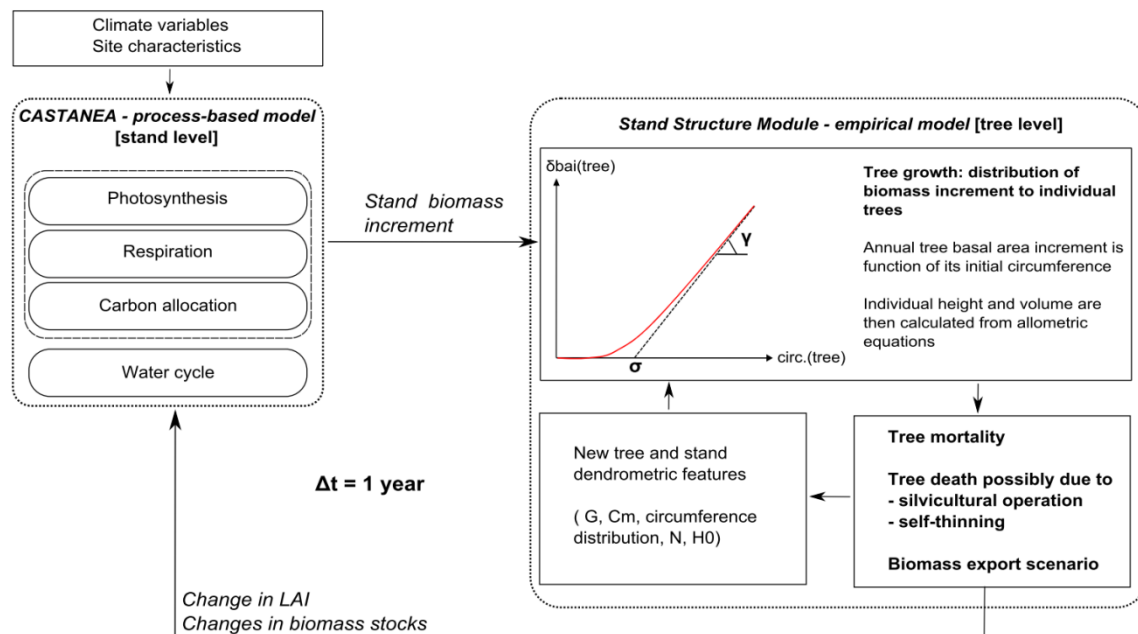 Climate variables
Site characteristics
CASTANEA - process-based model
[stand level]
Photosynthesis
Respiration
Carbon allocation
Water cycle
Stand biomass
increment
Stand Structure Module - empirical model [tree level]
δbai(tree)
γ
σ
circ.(tree)
Tree growth: distribution of
biomass increment to individual
trees
Annual tree basal area increment is
function of its initial circumference
Individual height and volume are
then calculated from allometric
equations
New tree and stand
dendrometric features
( G, Cm, circumference
distribution, N, H0)
Tree mortality
Tree death possibly due to
- silvicultural operation
- self-thinning
Biomass export scenario
Δt = 1 year
Change in LAI
Changes in biomass stocks